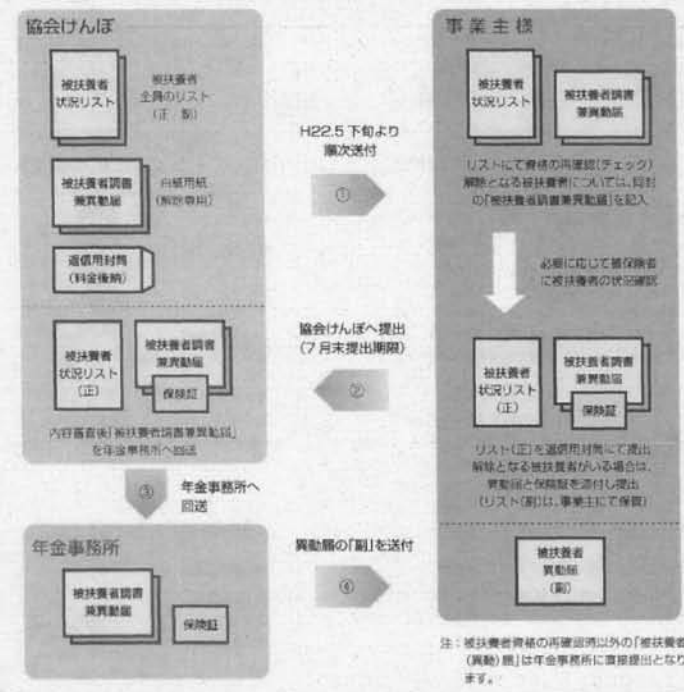 協会けんぽ
被扶養者
状況リスト
被扶養者
全員のリスト
(正／副)
被扶養者調書
兼異動届
白紙用紙
(解除専用)
返信用封筒
(料金後納)
被扶養者
状況リスト
(正)
被扶養者調書
兼異動届
保険証
内容審査後「被扶養者調書兼異動届」
を年金事務所へ回送
H22.5 下旬より
順次送付
①
協会けんぽへ提出
(7月末提出期限)
②
③
年金事務所へ
回送
年金事務所
被扶養者調書
兼異動届
保険証
異動届の「副」を送付
④
事業主様
被扶養者
状況リスト
被扶養者調書
兼異動届
リストにて資格の再確認(チェック)
解除となる被扶養者については、同封
の「被扶養者調書兼異動届」を記入
必要に応じて被保険者
に被扶養者の状況確認
被扶養者
状況リスト
(正)
被扶養者調書
兼異動届
保険証
リスト(正)を返信用封筒にて提出
解除となる被扶養者がいる場合は、
異動届と保険証を添付し提出
(リスト(副)は、事業主にて保管)
被扶養者
異動届
(副)
注：被扶養者資格の再確認時以外の「被扶養者
(異動)届」は年金事務所に直接提出となり
ます。